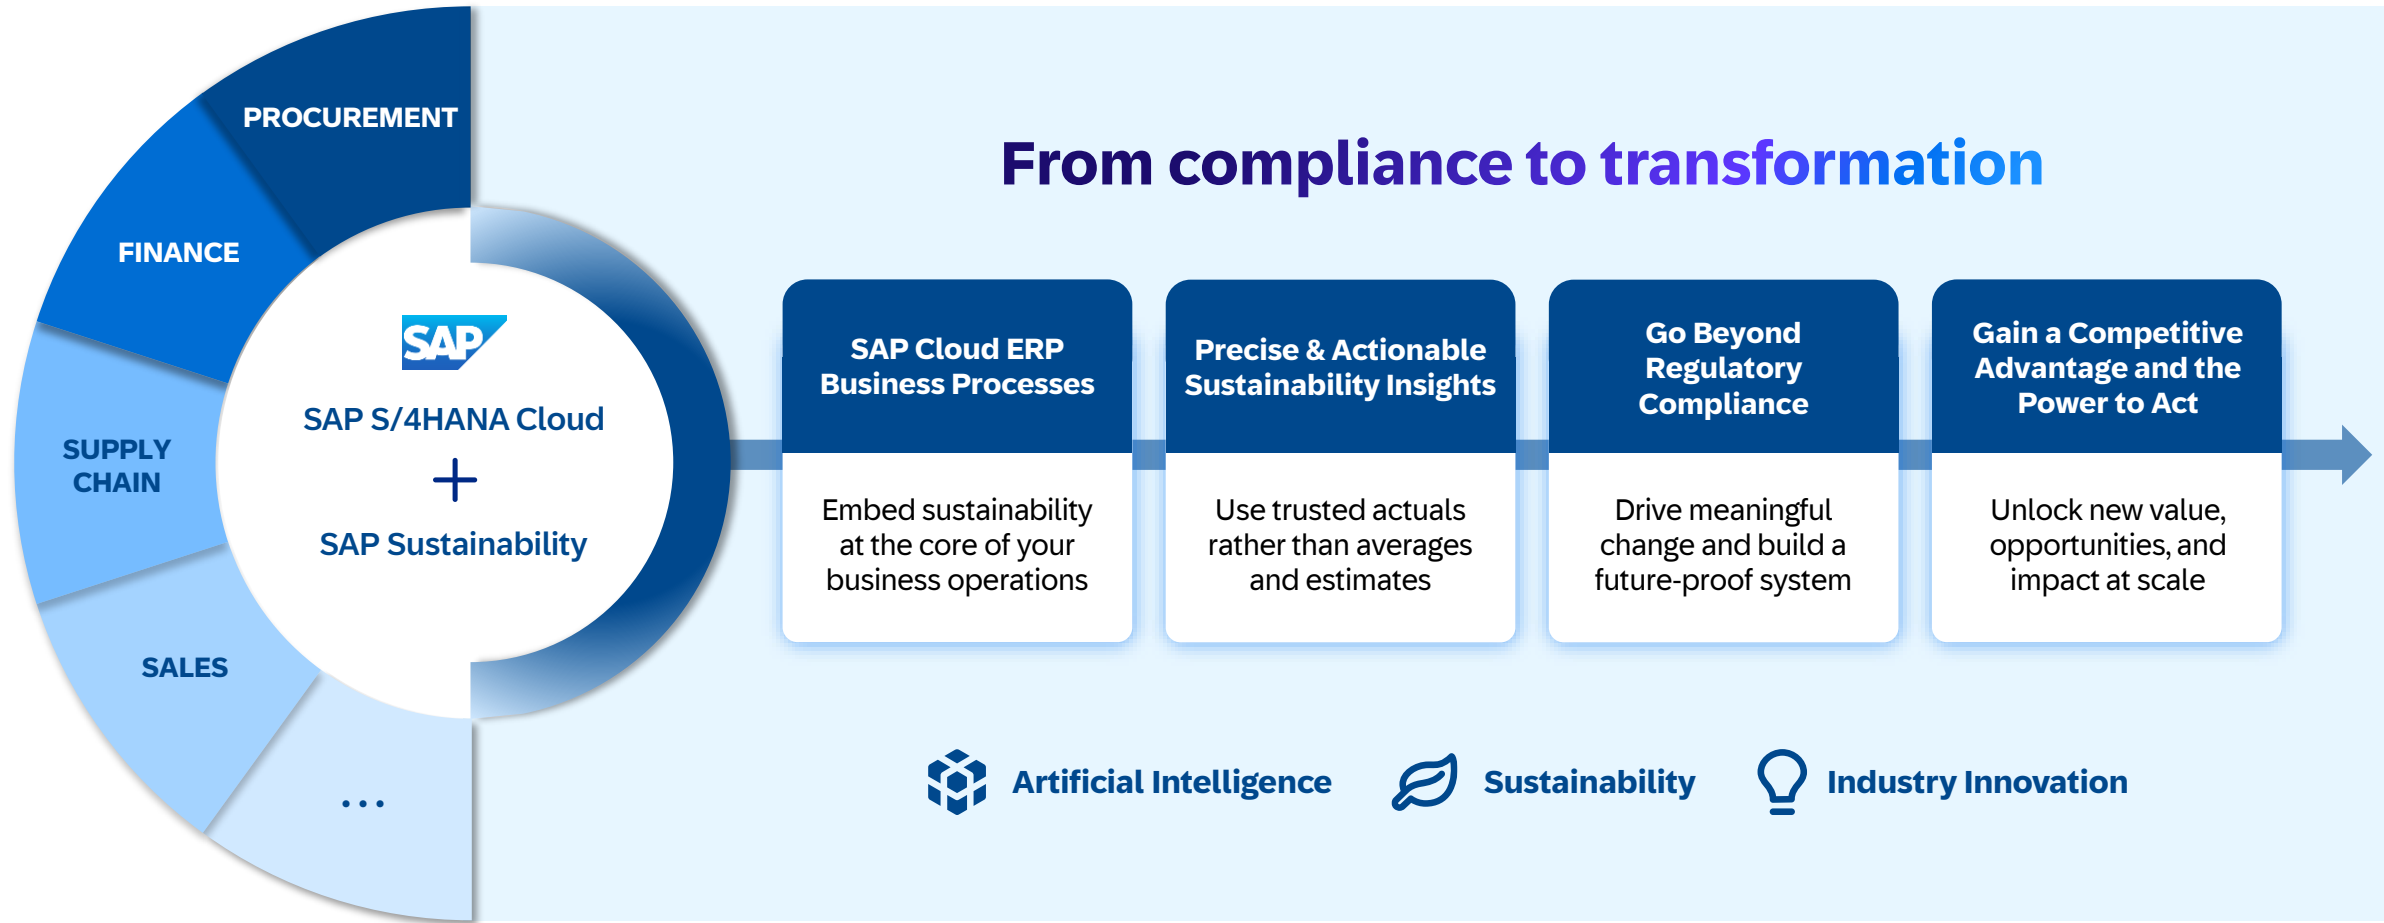 PROCUREMENT
FINANCE
SUPPLY
CHAIN
SALES
...
SAP
SAP S/4HANA Cloud
+
SAP Sustainability
From compliance to transformation
SAP Cloud ERP
Business Processes
Embed sustainability
at the core of your
business operations
Precise & Actionable
Sustainability Insights
Use trusted actuals
rather than averages
and estimates
Go Beyond
Regulatory
Compliance
Drive meaningful
change and build a
future-proof system
Gain a Competitive
Advantage and the
Power to Act
Unlock new value,
opportunities, and
impact at scale
Artificial Intelligence
Sustainability
Industry Innovation